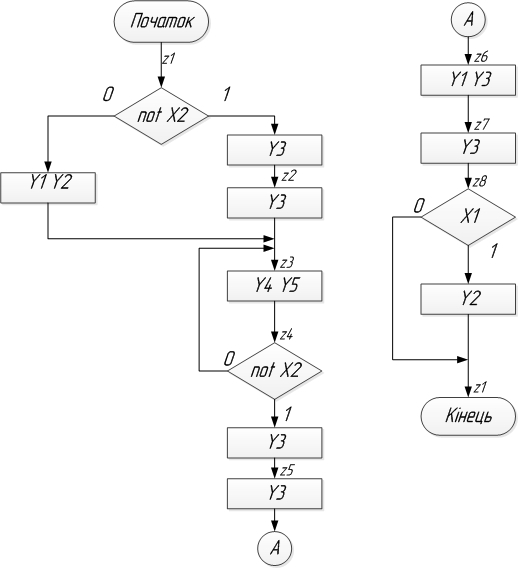 Початок
z1
0
not X2
1
Y3
z2
Y1 Y2
Y3
z3
Y4 Y5
z4
0
not X2
1
Y3
z5
Y3
A
A
z6
Y1 Y3
z7
Y3
z8
0
X1
1
Y2
z1
Кінець